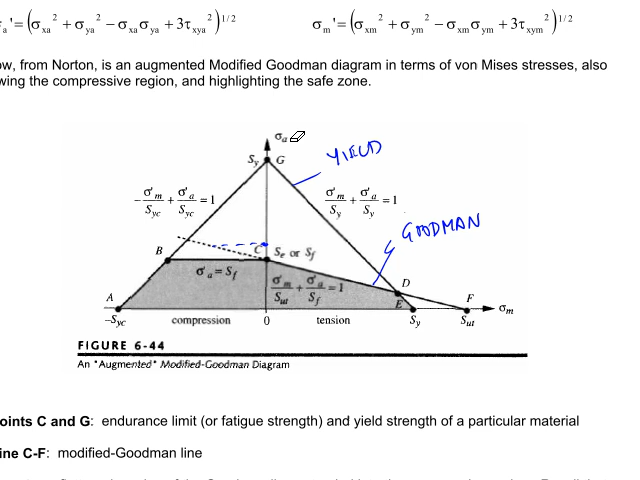 a' = (σxa² + σya² − σxaσya + 3τxya²)^1/2 σm' = (σxm² + σym² − σxmσym + 3τxym²)^1/2
ow, from Norton, is an augmented Modified Goodman diagram in terms of von Mises stresses, also
wing the compressive region, and highlighting the safe zone.
σa
Sy G YIELD
−σ'm/Syc + σ'a/Syc = 1 σ'm/Sy + σ'a/Sy = 1
GOODMAN
B C Se or Sf
σ'a = Sf σ'm/Sut + σ'a/Sf = 1 D
A E F σm
−Syc compression 0 tension Sy Sut
FIGURE 6-44
An "Augmented" Modified-Goodman Diagram
oints C and G: endurance limit (or fatigue strength) and yield strength of a particular material
ine C-F: modified-Goodman line